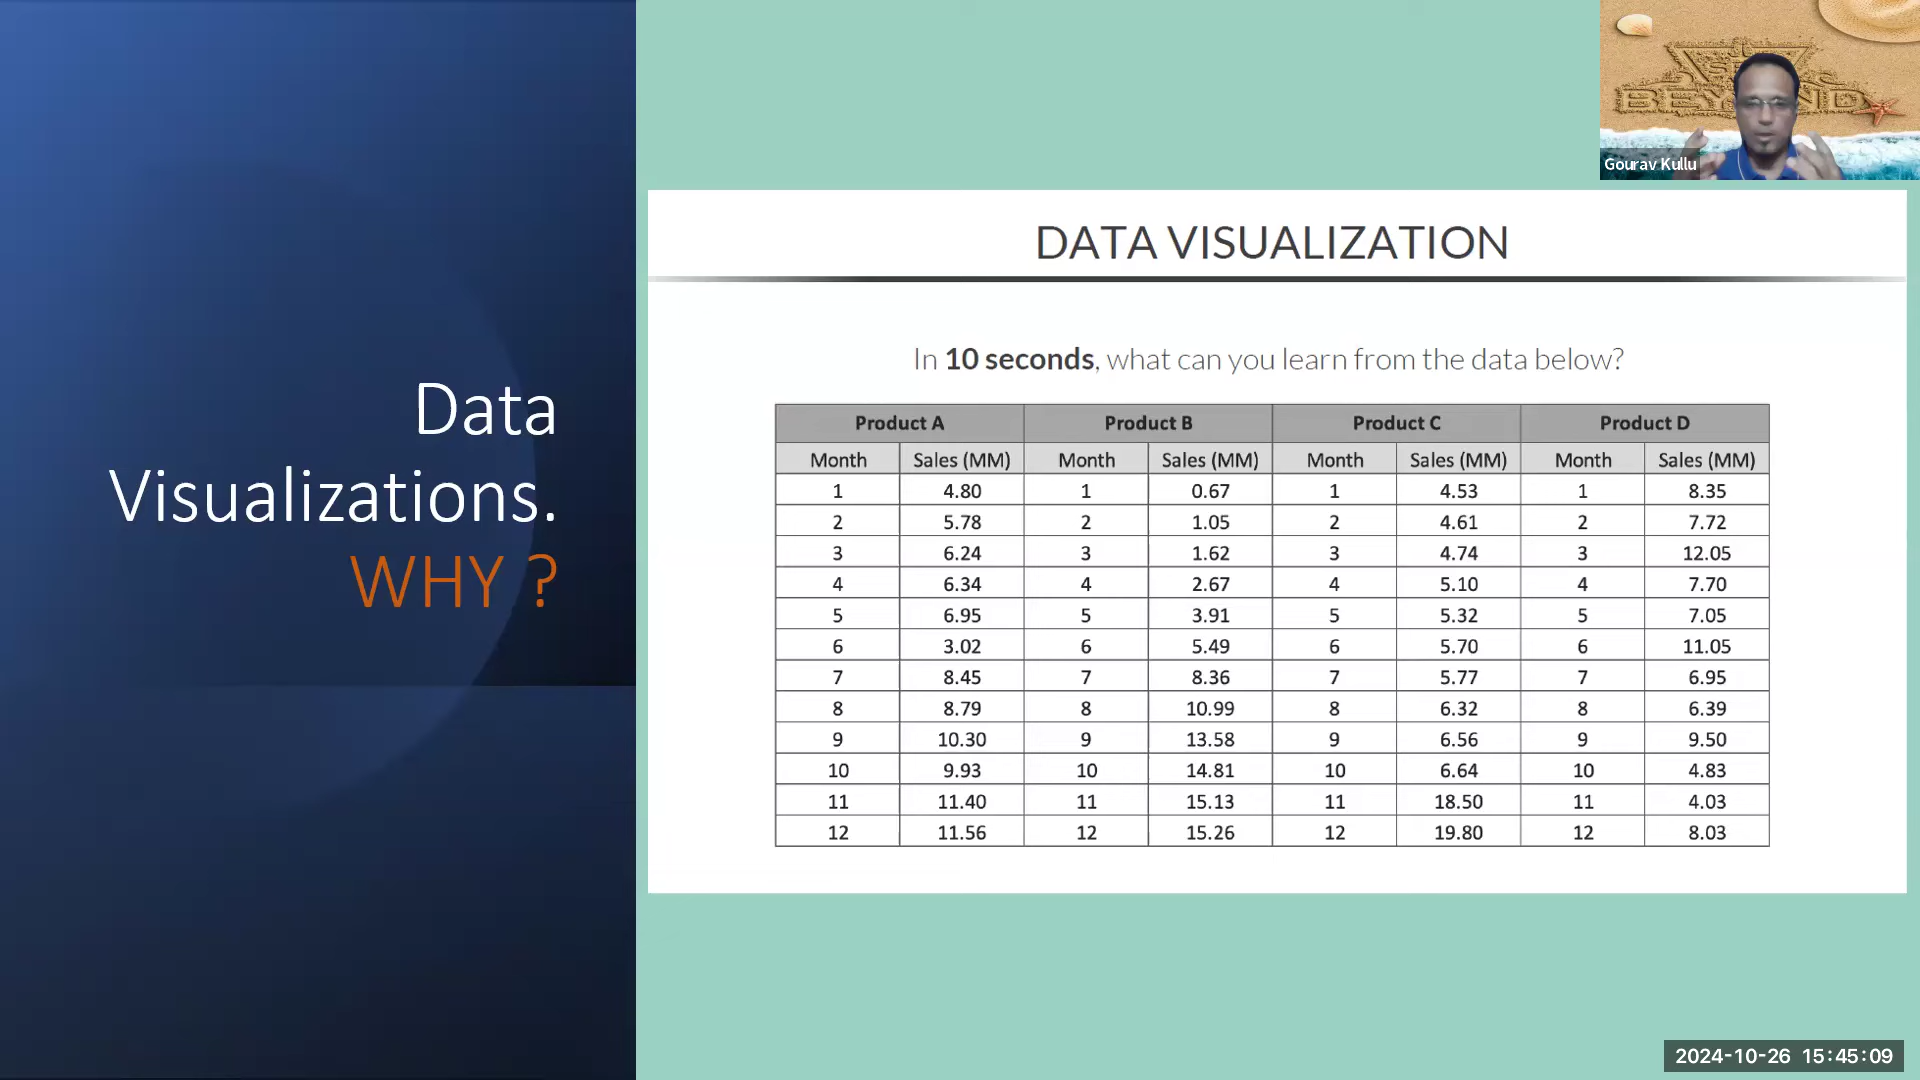 Data
Visualizations.
WHY ?
BEY ND
Gourav Kullu
DATA VISUALIZATION
In 10 seconds, what can you learn from the data below?
Product A Product B Product C Product D
Month Sales (MM) Month Sales (MM) Month Sales (MM) Month Sales (MM)
1 4.80 1 0.67 1 4.53 1 8.35
2 5.78 2 1.05 2 4.61 2 7.72
3 6.24 3 1.62 3 4.74 3 12.05
4 6.34 4 2.67 4 5.10 4 7.70
5 6.95 5 3.91 5 5.32 5 7.05
6 3.02 6 5.49 6 5.70 6 11.05
7 8.45 7 8.36 7 5.77 7 6.95
8 8.79 8 10.99 8 6.32 8 6.39
9 10.30 9 13.58 9 6.56 9 9.50
10 9.93 10 14.81 10 6.64 10 4.83
11 11.40 11 15.13 11 18.50 11 4.03
12 11.56 12 15.26 12 19.80 12 8.03
2024-10-26 15:45:09